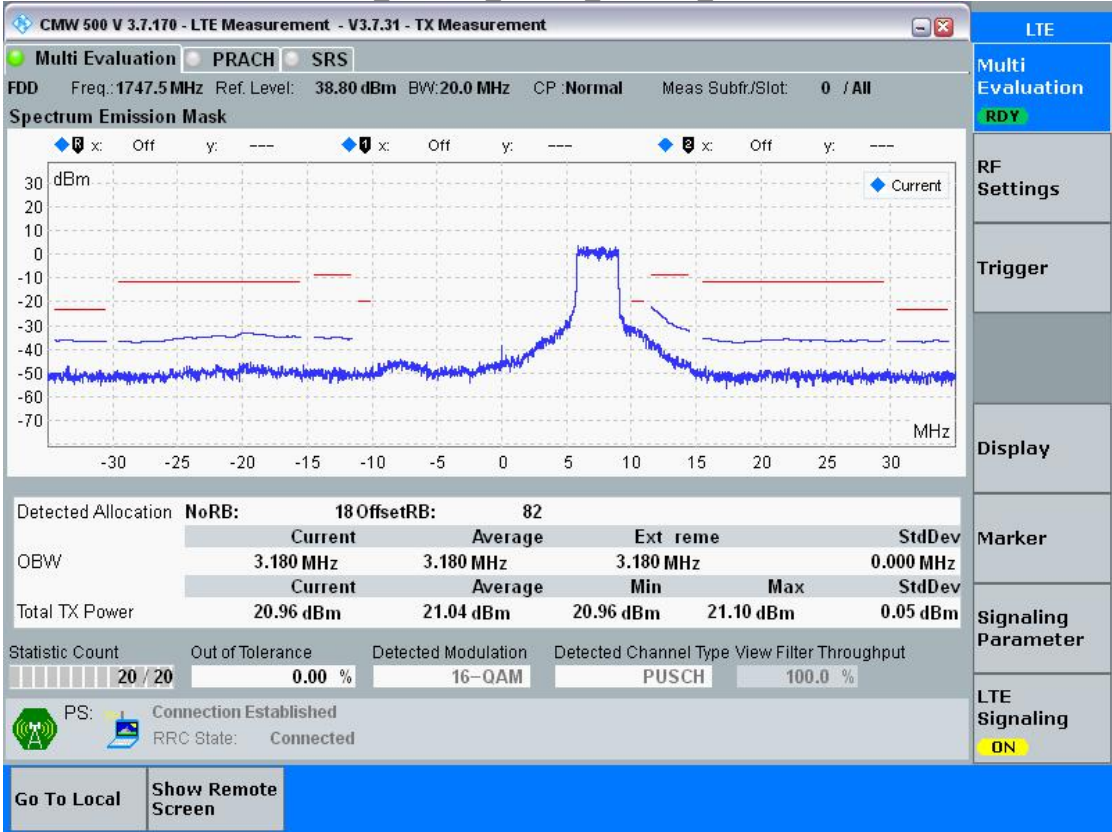 CMW 500 V 3.7.170 - LTE Measurement - V3.7.31 - TX Measurement
LTE
Multi Evaluation PRACH SRS
Multi Evaluation
RDY
FDD Freq.:1747.5 MHz Ref. Level: 38.80 dBm BW:20.0 MHz CP :Normal Meas Subfr./Slot: 0 / All
Spectrum Emission Mask
R x: Off y: --- 1 x: Off y: --- 2 x: Off y: ---
dBm
Current
30
20
10
0
-10
-20
-30
-40
-50
-60
-70
MHz
-30 -25 -20 -15 -10 -5 0 5 10 15 20 25 30
RF
Settings
Trigger
Display
Marker
Signaling
Parameter
LTE
Signaling
ON
Detected Allocation NoRB: 18 OffsetRB: 82
Current Average Ext reme StdDev
OBW 3.180 MHz 3.180 MHz 3.180 MHz 0.000 MHz
Current Average Min Max StdDev
Total TX Power 20.96 dBm 21.04 dBm 20.96 dBm 21.10 dBm 0.05 dBm
Statistic Count Out of Tolerance Detected Modulation Detected Channel Type View Filter Throughput
20 / 20 0.00 % 16-QAM PUSCH 100.0 %
PS: Connection Established
RRC State: Connected
Go To Local
Show Remote
Screen